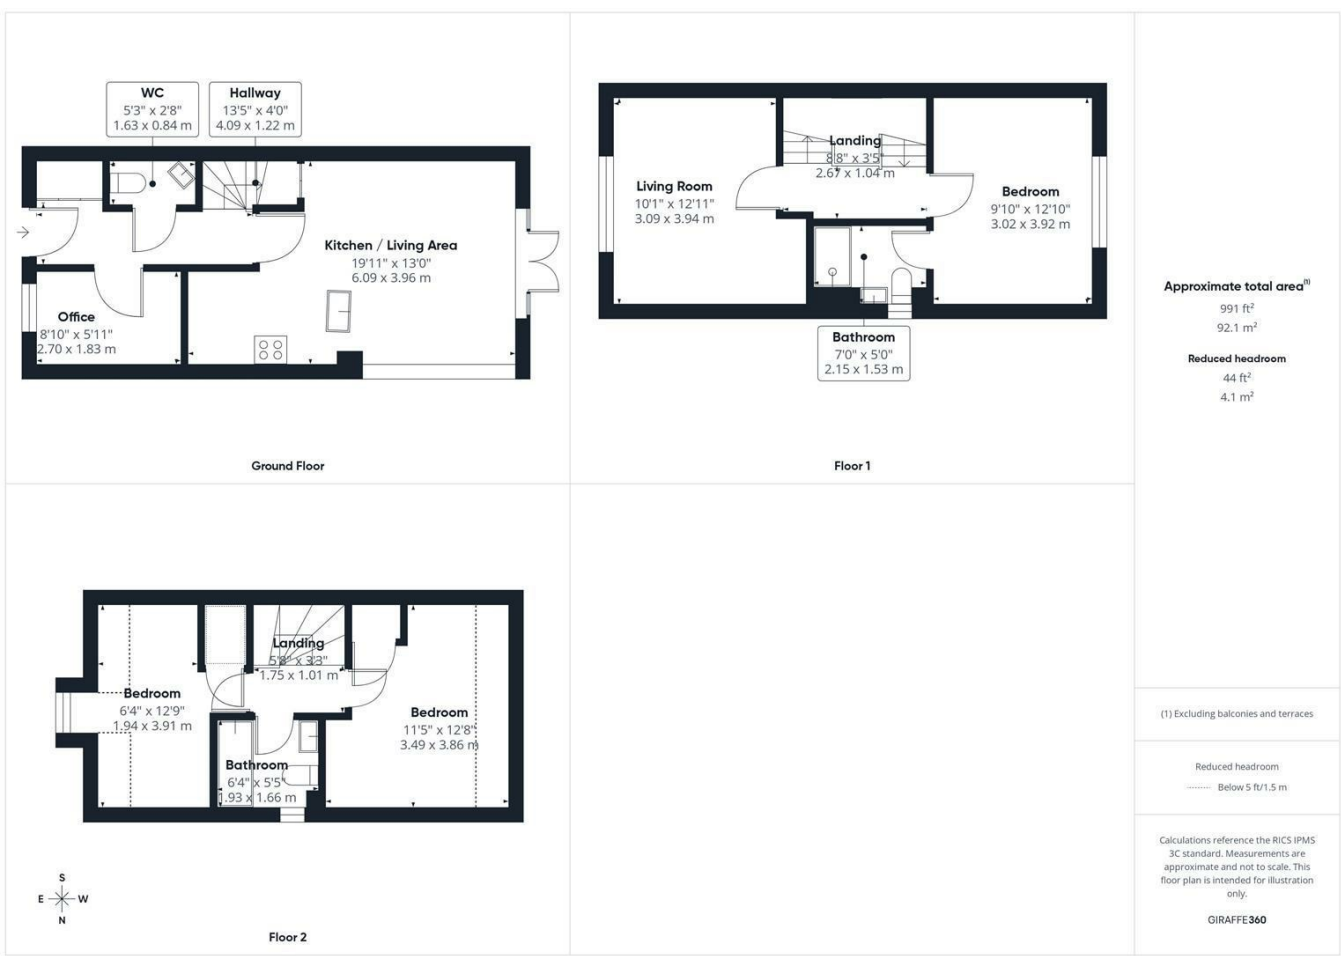 WC
5'3" x 2'8"
1.63 x 0.84 m
Hallway
13'5" x 4'0"
4.09 x 1.22 m
Kitchen / Living Area
19'11" x 13'0"
6.09 x 3.96 m
Office
8'10" x 5'11"
2.70 x 1.83 m
Ground Floor
Living Room
10'1" x 12'11"
3.09 x 3.94 m
Landing
8'8" x 3'5"
2.67 x 1.04 m
Bedroom
9'10" x 12'10"
3.02 x 3.92 m
Bathroom
7'0" x 5'0"
2.15 x 1.53 m
Floor 1
Bedroom
6'4" x 12'9"
1.94 x 3.91 m
Landing
5'8" x 3'3"
1.75 x 1.01 m
Bedroom
11'5" x 12'8"
3.49 x 3.86 m
Bathroom
6'4" x 5'5"
1.93 x 1.66 m
S
E W
N
Floor 2
Approximate total area(1)
991 ft²
92.1 m²
Reduced headroom
44 ft²
4.1 m²
(1) Excluding balconies and terraces
Reduced headroom
Below 5 ft/1.5 m
Calculations reference the RICS IPMS
3C standard. Measurements are
approximate and not to scale. This
floor plan is intended for illustration
only.
GIRAFFE360